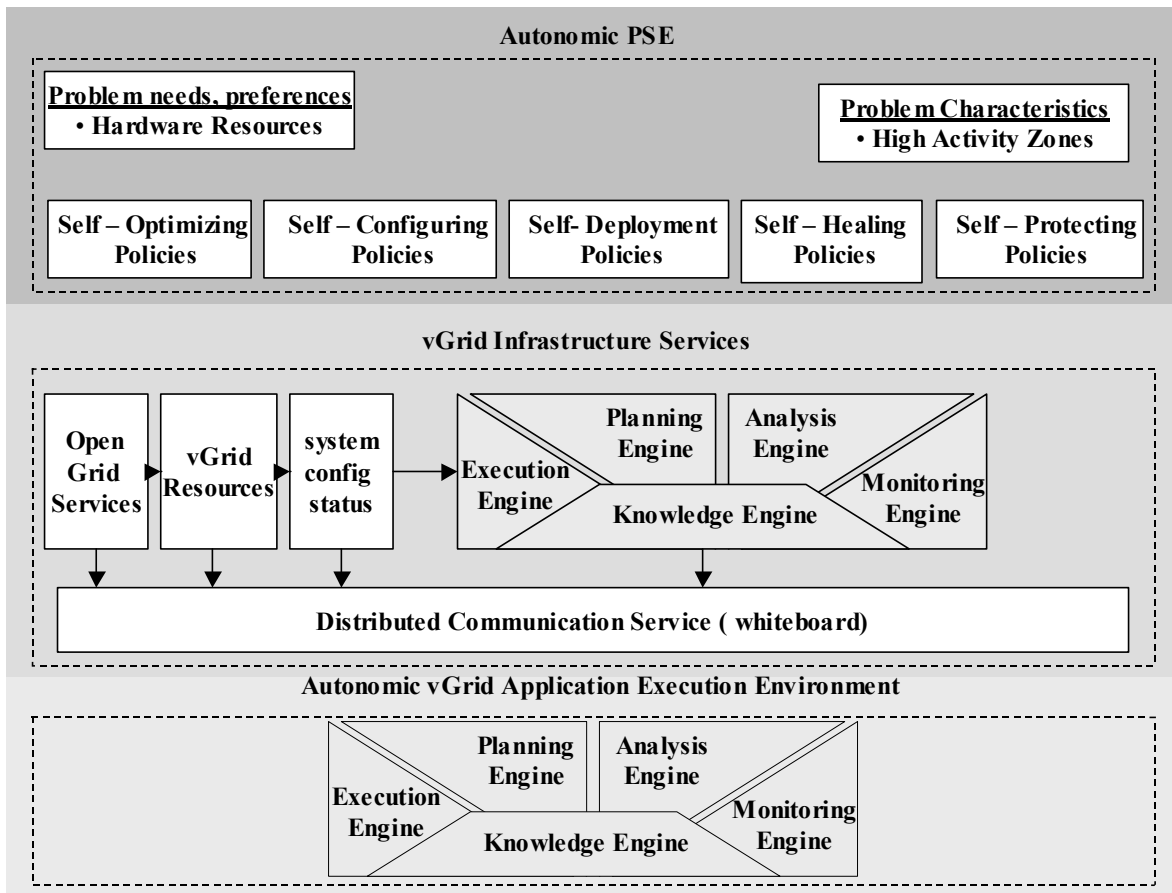 Autonomic PSE
Problem needs, preferences
• Hardware Resources
Problem Characteristics
• High Activity Zones
Self – Optimizing
Policies
Self – Configuring
Policies
Self- Deployment
Policies
Self – Healing
Policies
Self – Protecting
Policies
vGrid Infrastructure Services
Open
Grid
Services
vGrid
Resources
system
config
status
Execution
Engine
Planning
Engine
Analysis
Engine
Monitoring
Engine
Knowledge Engine
Distributed Communication Service ( whiteboard)
Autonomic vGrid Application Execution Environment
Execution
Engine
Planning
Engine
Analysis
Engine
Monitoring
Engine
Knowledge Engine